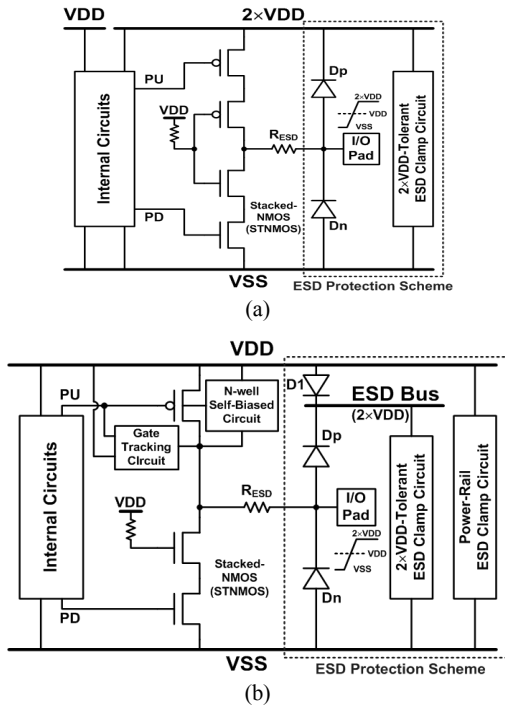 VDD
2×VDD
PU
Dp
2×VDD
VDD
VSS
VDD
RESD
I/O
Pad
Internal Circuits
2×VDD-Tolerant
ESD Clamp Circuit
Stacked-
NMOS
(STNMOS)
PD
Dn
VSS
ESD Protection Scheme
(a)
VDD
PU
N-well
Self-Biased
Circuit
D1
ESD Bus
(2×VDD)
Gate
Tracking
CIrcuit
Dp
Internal Circuits
VDD
RESD
I/O
Pad
2×VDD
VDD
VSS
2×VDD-Tolerant
ESD Clamp Circuit
Power-Rail
ESD Clamp Circuit
Stacked-
NMOS
(STNMOS)
Dn
PD
VSS
ESD Protection Scheme
(b)